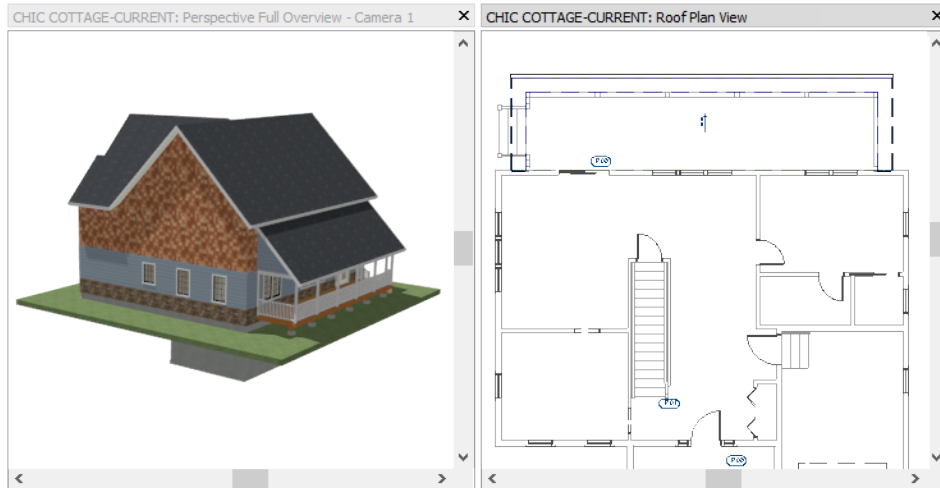 CHIC COTTAGE-CURRENT: Perspective Full Overview - Camera 1
CHIC COTTAGE-CURRENT: Roof Plan View